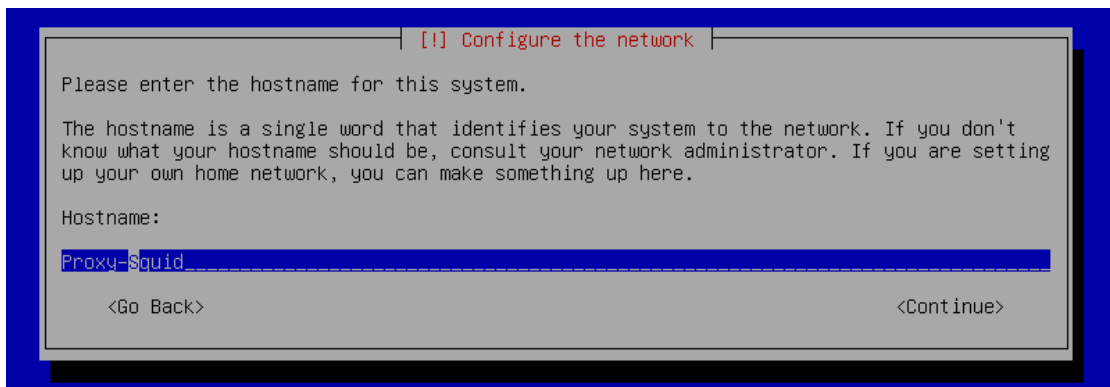 [!] Configure the network
Please enter the hostname for this system.
The hostname is a single word that identifies your system to the network. If you don't
know what your hostname should be, consult your network administrator. If you are setting
up your own home network, you can make something up here.
Hostname:
Proxy-Squid
<Go Back> <Continue>